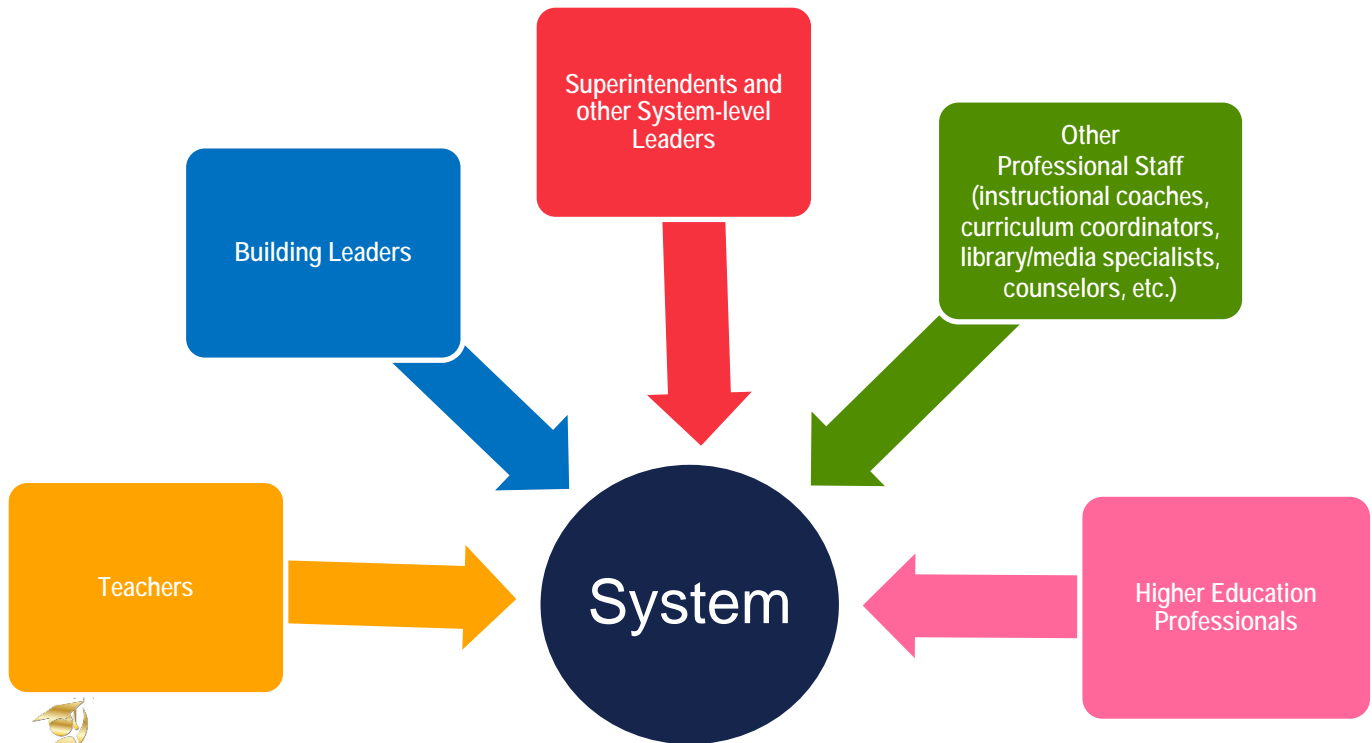 Superintendents and
other System-level
Leaders
Other
Professional Staff
(instructional coaches,
curriculum coordinators,
library/media specialists,
counselors, etc.)
Building Leaders
Teachers
System
Higher Education
Professionals